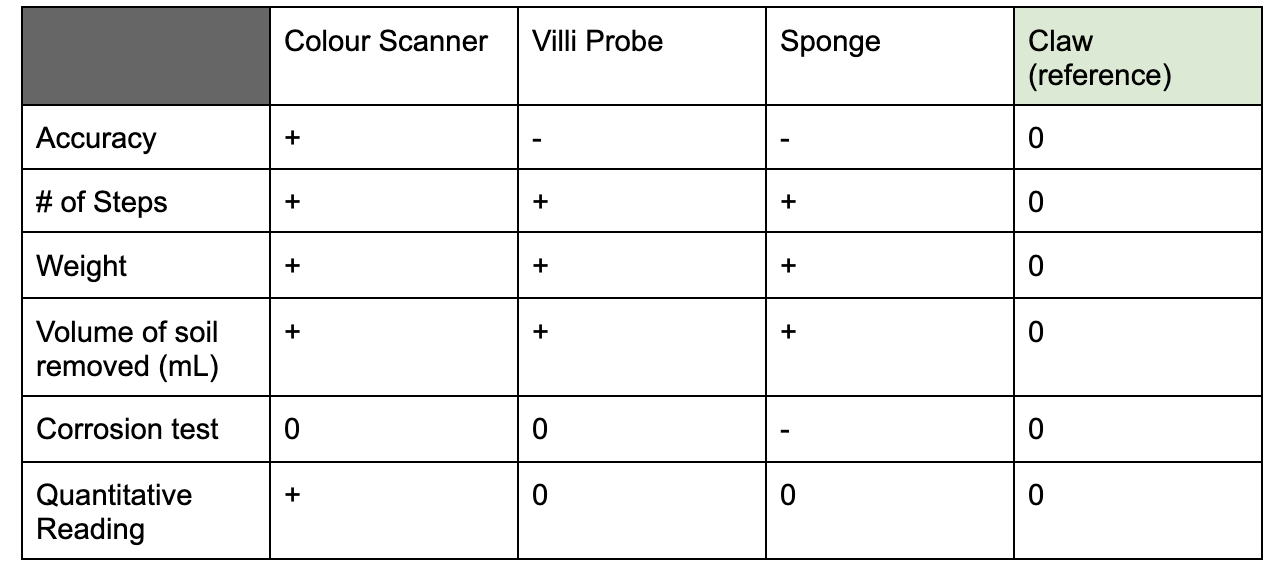 Colour Scanner Villi Probe Sponge Claw
(reference)
Accuracy + - - 0
# of Steps + + + 0
Weight + + + 0
Volume of soil + + + 0
removed (mL)
Corrosion test 0 0 - 0
Quantitative + 0 0 0
Reading